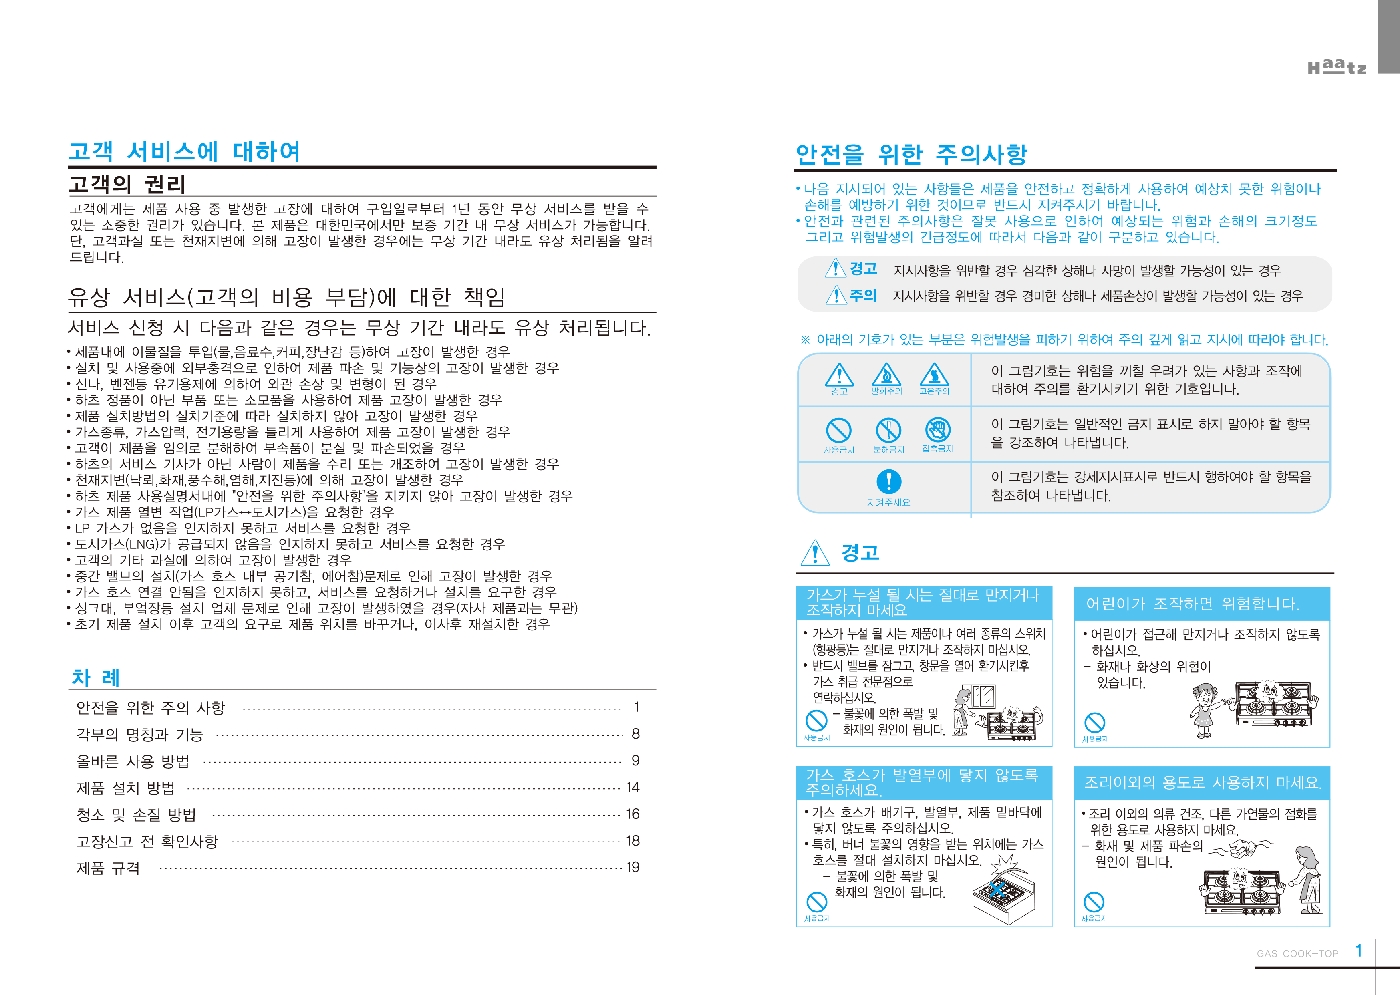 고객 서비스에 대하여
고객의 권리
고객에게는 제품 사용 중 발생한 고장에 대하여 구입일로부터 1년 동안 무상 서비스를 받을 수
있는 소중한 권리가 있습니다. 본 제품은 대한민국에서만 보증 기간 내 무상 서비스가 가능합니다.
단, 고객과실 또는 천재지변에 의해 고장이 발생한 경우에는 무상 기간 내라도 유상 처리됨을 알려
드립니다.
유상 서비스(고객의 비용 부담)에 대한 책임
서비스 신청 시 다음과 같은 경우는 무상 기간 내라도 유상 처리됩니다.
• 제품내에 이물질을 투입(물,음료수,커피,장난감 등)하여 고장이 발생한 경우
• 설치 및 사용중에 외부충격으로 인하여 제품 파손 및 기능상의 고장이 발생한 경우
• 신나, 벤젠등 유기용제에 의하여 외관 손상 및 변형이 된 경우
• 하츠 정품이 아닌 부품 또는 소모품을 사용하여 제품 고장이 발생한 경우
• 제품 설치방법의 설치기준에 따라 설치하지 않아 고장이 발생한 경우
• 가스종류, 가스압력, 전기용량을 틀리게 사용하여 제품 고장이 발생한 경우
• 고객이 제품을 임의로 분해하여 부속품이 분실 및 파손되었을 경우
• 하츠의 서비스 기사가 아닌 사람이 제품을 수리 또는 개조하여 고장이 발생한 경우
• 천재지변(낙뢰,화재,풍수해,염해,지진등)에 의해 고장이 발생한 경우
• 하츠 제품 사용설명서내에 "안전을 위한 주의사항"을 지키지 않아 고장이 발생한 경우
• 가스 제품 열변 작업(LP가스↔도시가스)을 요청한 경우
• LP 가스가 없음을 인지하지 못하고 서비스를 요청한 경우
• 도시가스(LNG)가 공급되지 않음을 인지하지 못하고 서비스를 요청한 경우
• 고객의 기타 과실에 의하여 고장이 발생한 경우
• 중간 밸브의 설치(가스 호스 내부 공기참, 에어참)문제로 인해 고장이 발생한 경우
• 가스 호스 연결 안됨을 인지하지 못하고, 서비스를 요청하거나 설치를 요구한 경우
• 싱크대, 부엌장등 설치 업체 문제로 인해 고장이 발생하였을 경우(자사 제품과는 무관)
• 초기 제품 설치 이후 고객의 요구로 제품 위치를 바꾸거나, 이사후 재설치한 경우
차 례
안전을 위한 주의 사항 1
각부의 명칭과 기능 8
올바른 사용 방법 9
제품 설치 방법 14
청소 및 손질 방법 16
고장신고 전 확인사항 18
제품 규격 19
Haatz
안전을 위한 주의사항
• 다음 지시되어 있는 사항들은 제품을 안전하고 정확하게 사용하여 예상치 못한 위험이나
손해를 예방하기 위한 것이므로 반드시 지켜주시기 바랍니다.
• 안전과 관련된 주의사항은 잘못 사용으로 인하여 예상되는 위험과 손해의 크기정도
그리고 위험발생의 긴급정도에 따라서 다음과 같이 구분하고 있습니다.
경고 지시사항을 위반할 경우 심각한 상해나 사망이 발생할 가능성이 있는 경우
주의 지시사항을 위반할 경우 경미한 상해나 제품손상이 발생할 가능성이 있는 경우
※ 아래의 기호가 있는 부분은 위험발생을 피하기 위하여 주의 깊게 읽고 지시에 따라야 합니다.
경고 발화주의 고온주의
이 그림기호는 위험을 끼칠 우려가 있는 사항과 조작에
대하여 주의를 환기시키기 위한 기호입니다.
사용금지 분해금지 접촉금지
이 그림기호는 일반적인 금지 표시로 하지 말아야 할 항목
을 강조하여 나타냅니다.
지켜주세요
이 그림기호는 강제지시표시로 반드시 행하여야 할 항목을
참조하여 나타냅니다.
경고
가스가 누설 될 시는 절대로 만지거나
조작하지 마세요
• 가스가 누설 될 시는 제품이나 여러 종류의 스위치
(형광등)는 절대로 만지거나 조작하지 마십시오.
• 반드시 밸브를 잠그고, 창문을 열어 환기시킨후
가스 취급 전문점으로
연락하십시오.
− 불꽃에 의한 폭발 및
화재의 원인이 됩니다.
사용금지
어린이가 조작하면 위험합니다.
• 어린이가 접근해 만지거나 조작하지 않도록
하십시오.
− 화재나 화상의 위험이
있습니다.
사용금지
가스 호스가 발열부에 닿지 않도록
주의하세요.
• 가스 호스가 배기구, 발열부, 제품 밑바닥에
닿지 않도록 주의하십시오.
• 특히, 버너 불꽃의 영향을 받는 위치에는 가스
호스를 절대 설치하지 마십시오.
− 불꽃에 의한 폭발 및
화재의 원인이 됩니다.
사용금지
조리이외의 용도로 사용하지 마세요.
• 조리 이외의 의류 건조, 다른 가연물의 점화를
위한 용도로 사용하지 마세요.
− 화재 및 제품 파손의
원인이 됩니다.
사용금지
GAS COOK−TOP 1